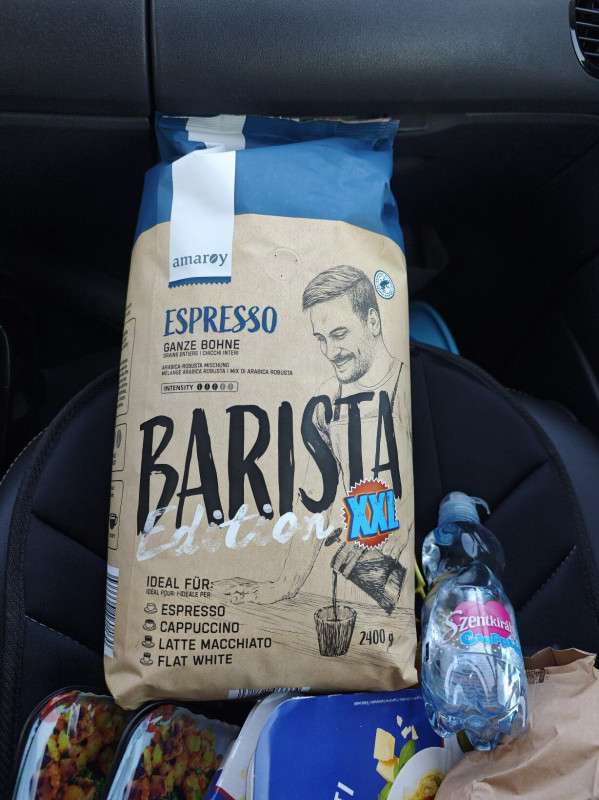 amaroy
ESPRESSO
GANZE BOHNE
GRAINS ENTIERS | CHICCHI INTERI
ARABICA-ROBUSTA MISCHUNG
MÉLANGE ARABICA ROBUSTA | MIX DI ARABICA ROBUSTA
INTENSITY
BARISTA
Edition
XXL
IDEAL FÜR:
IDÉAL POUR: | IDEALE PER:
ESPRESSO
CAPPUCCINO
LATTE MACCHIATO
FLAT WHITE
2400 g
Szentkirályi